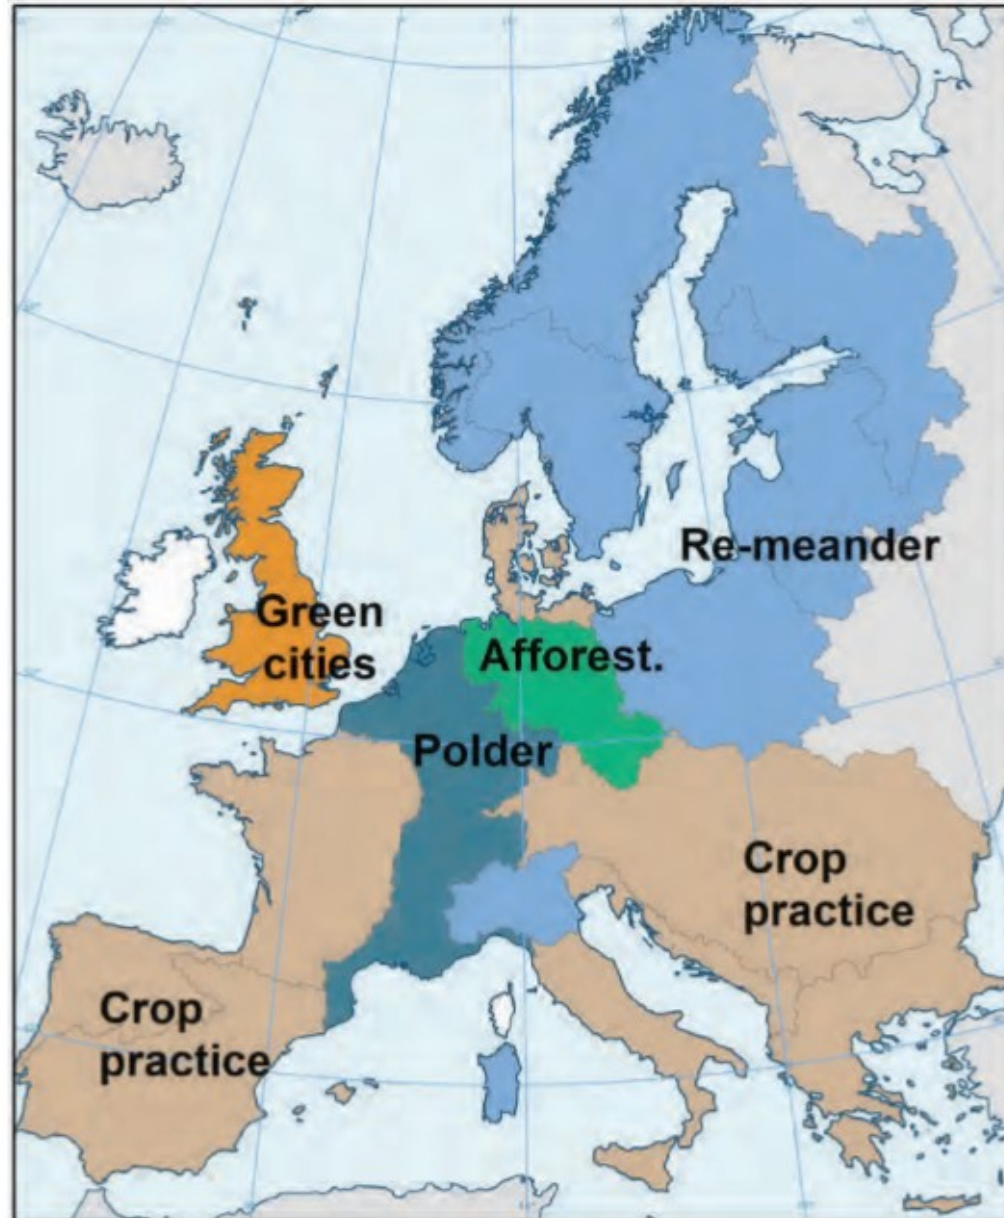 Re-meander
Green
cities
Afforest.
Polder
Crop
practice
Crop
practice